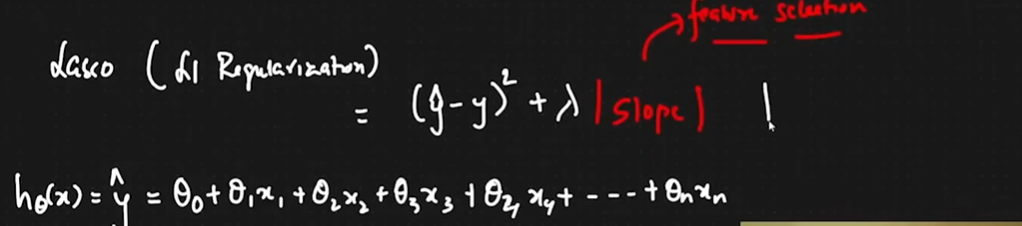 feature selection
Lasso (L1 Regularization)
= (ŷ-y)² + λ |slope|
hθ(x) = ŷ = θ₀ + θ₁x₁ + θ₂x₂ + θ₃x₃ + θ₄x₄ + ---- + θₙxₙ